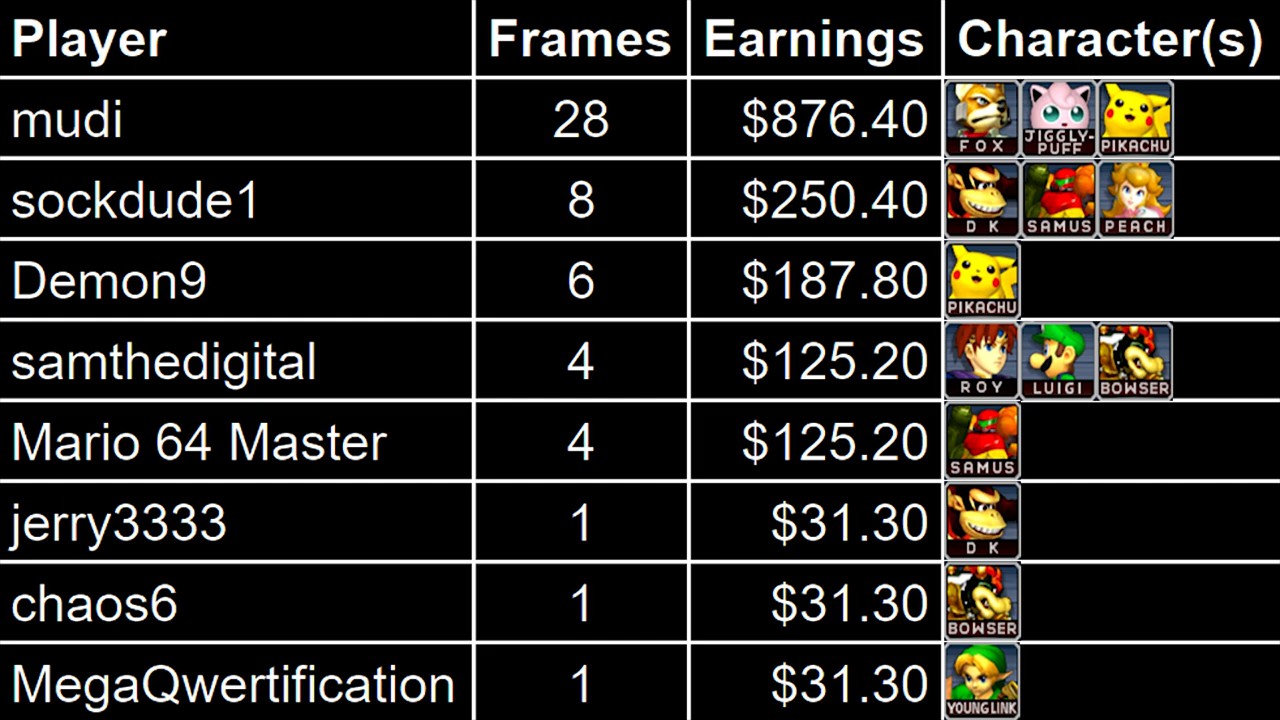 Player Frames Earnings Character(s)
mudi 28 $876.40 FOX JIGGLY-PUFF PIKACHU
sockdude1 8 $250.40 DK SAMUS PEACH
Demon9 6 $187.80 PIKACHU
samthedigital 4 $125.20 ROY LUIGI BOWSER
Mario 64 Master 4 $125.20 SAMUS
jerry3333 1 $31.30 DK
chaos6 1 $31.30 BOWSER
MegaQwertification 1 $31.30 YOUNG LINK